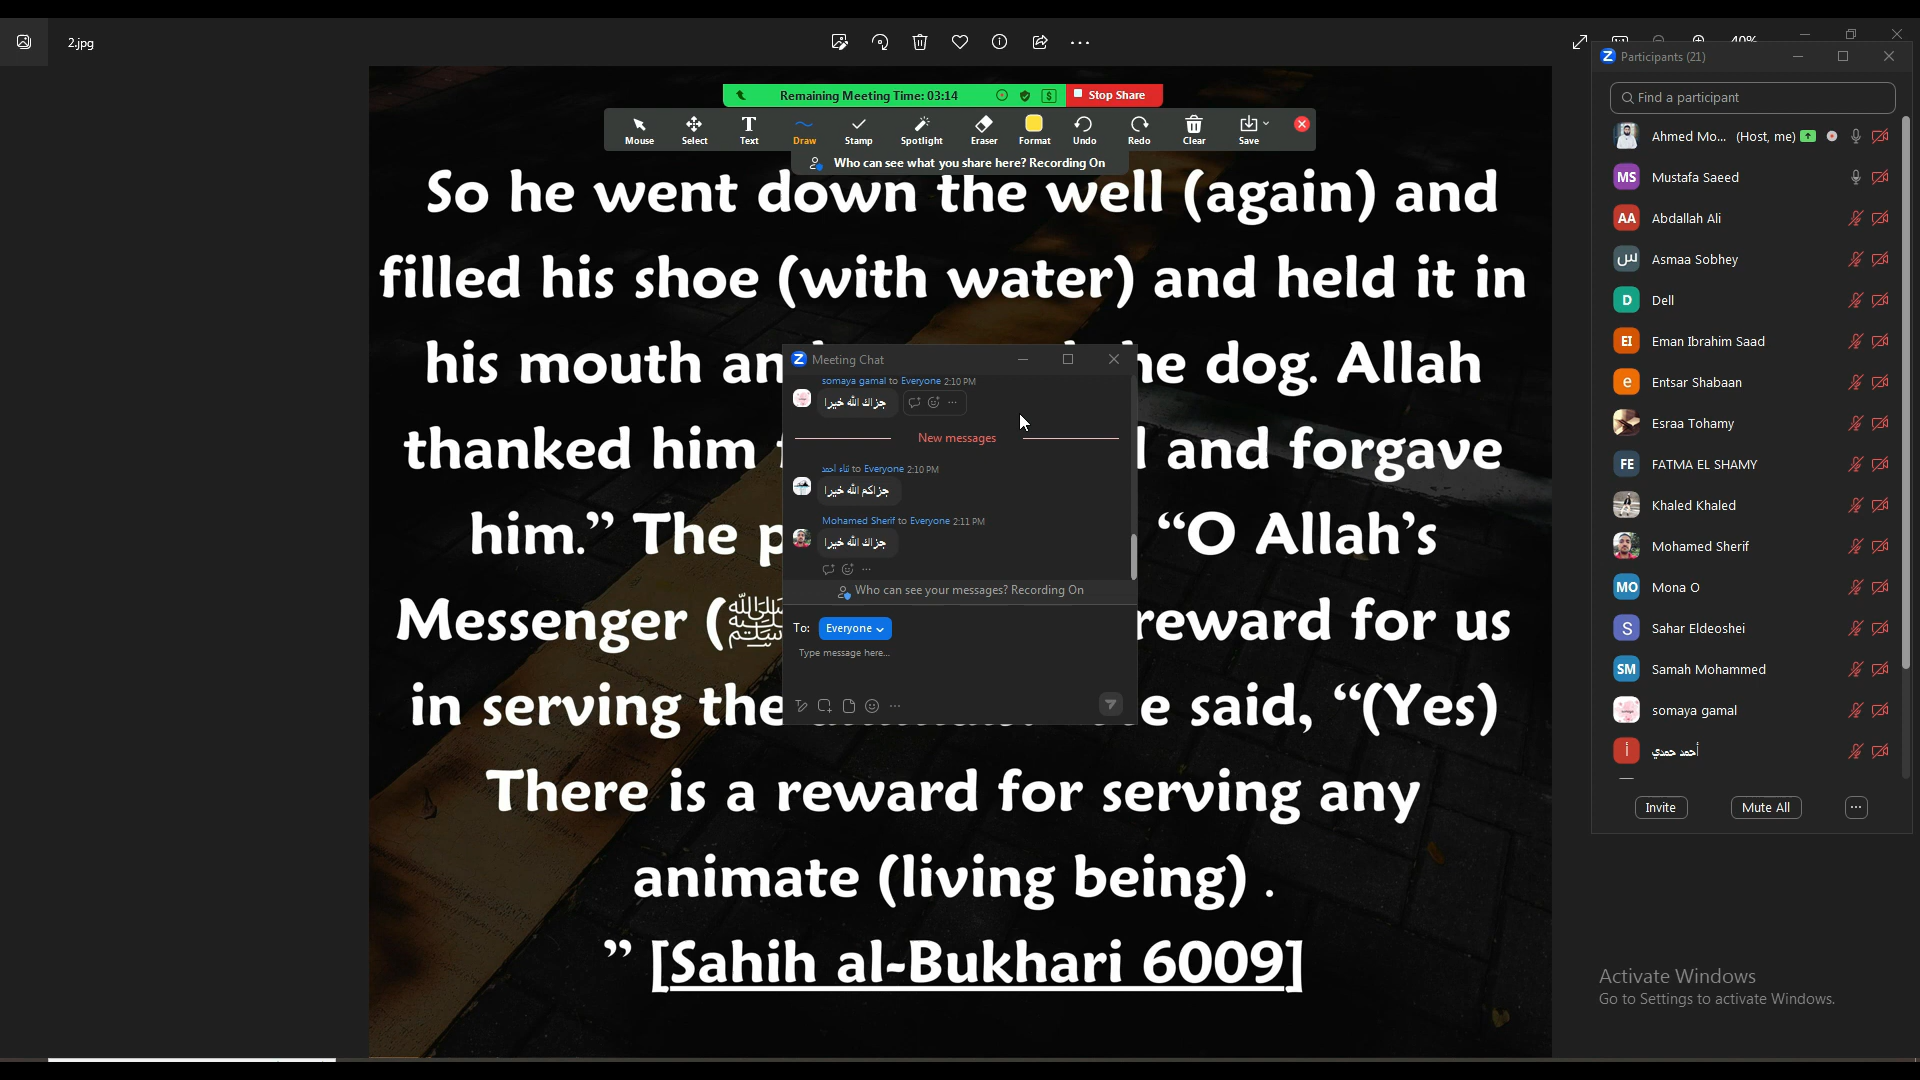 2.jpg
40%
Remaining Meeting Time: 03:14
Stop Share
Mouse Select Text Draw Stamp Spotlight Eraser Format Undo Redo Clear Save
Who can see what you share here? Recording On
So he went down the well (again) and
filled his shoe (with water) and held it in
his mouth an he dog. Allah
thanked him and forgave
him.” The “O Allah’s
Messenger (ﷺ reward for us
in serving the said, “(Yes)
There is a reward for serving any
animate (living being) .
” [Sahih al-Bukhari 6009]
Meeting Chat
somaya gamal to Everyone 2:10 PM
جزاك الله خيرا
New messages
ثناء احمد to Everyone 2:10 PM
جزاكم الله خيرا
Mohamed Sherif to Everyone 2:11 PM
جزاك الله خيرا
Who can see your messages? Recording On
To: Everyone
Type message here...
Participants (21)
Find a participant
Ahmed Mo... (Host, me)
MS Mustafa Saeed
AA Abdallah Ali
س Asmaa Sobhey
D Dell
EI Eman Ibrahim Saad
e Entsar Shabaan
Esraa Tohamy
FE FATMA EL SHAMY
Khaled Khaled
Mohamed Sherif
MO Mona O
S Sahar Eldeoshei
SM Samah Mohammed
somaya gamal
أ أحمد حمدي
Invite Mute All
Activate Windows
Go to Settings to activate Windows.